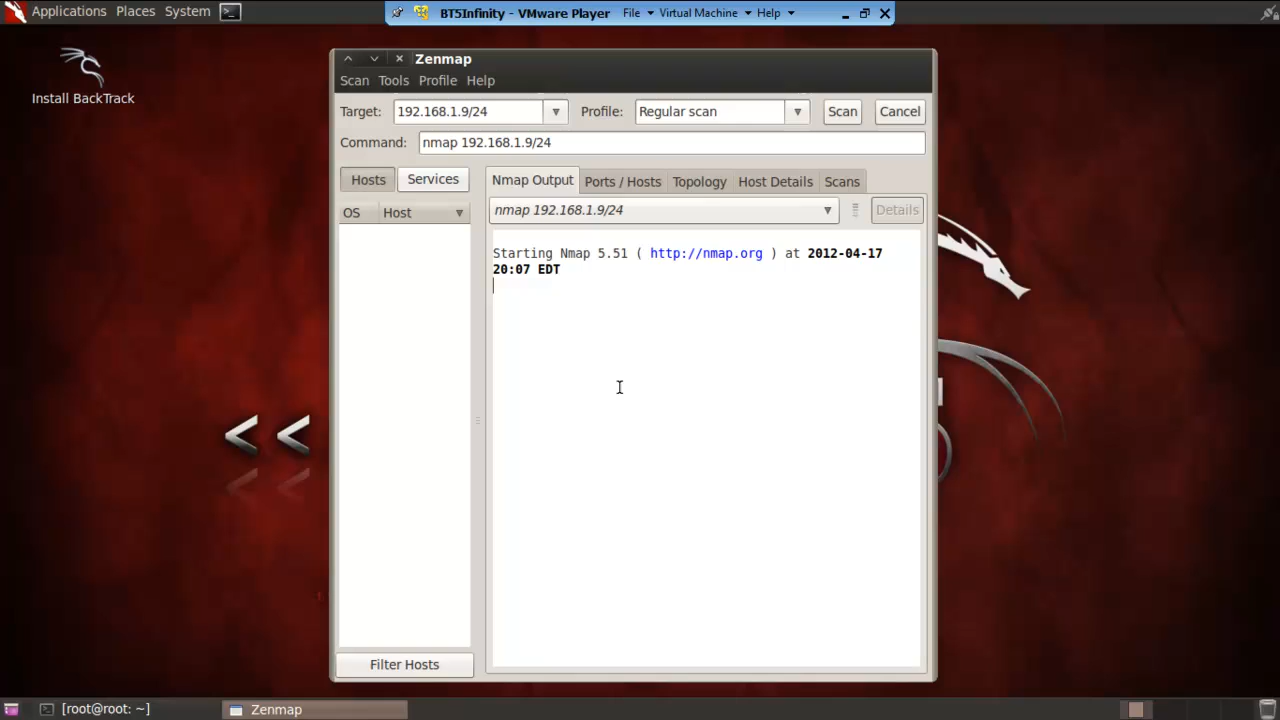 Applications Places System
BT5Infinity - VMware Player File Virtual Machine Help
Install BackTrack
Zenmap
Scan Tools Profile Help
Target: 192.168.1.9/24 Profile: Regular scan Scan Cancel
Command: nmap 192.168.1.9/24
Hosts Services
Nmap Output Ports / Hosts Topology Host Details Scans
OS Host
nmap 192.168.1.9/24 Details
Starting Nmap 5.51 ( http://nmap.org ) at 2012-04-17
20:07 EDT
<<
Filter Hosts
[root@root: ~] Zenmap